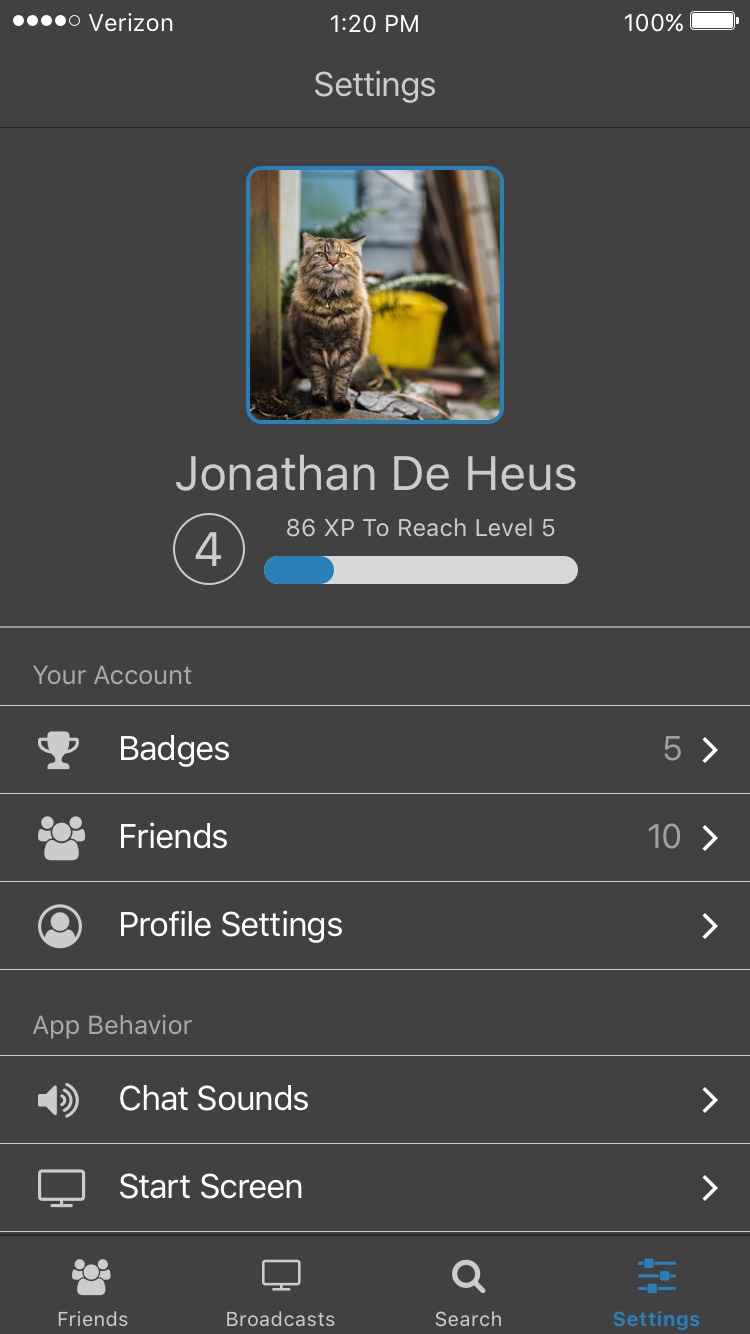 Verizon 1:20 PM 100%
Settings
Jonathan De Heus
4
86 XP To Reach Level 5
Your Account
Badges 5
Friends 10
Profile Settings
App Behavior
Chat Sounds
Start Screen
Friends Broadcasts Search Settings